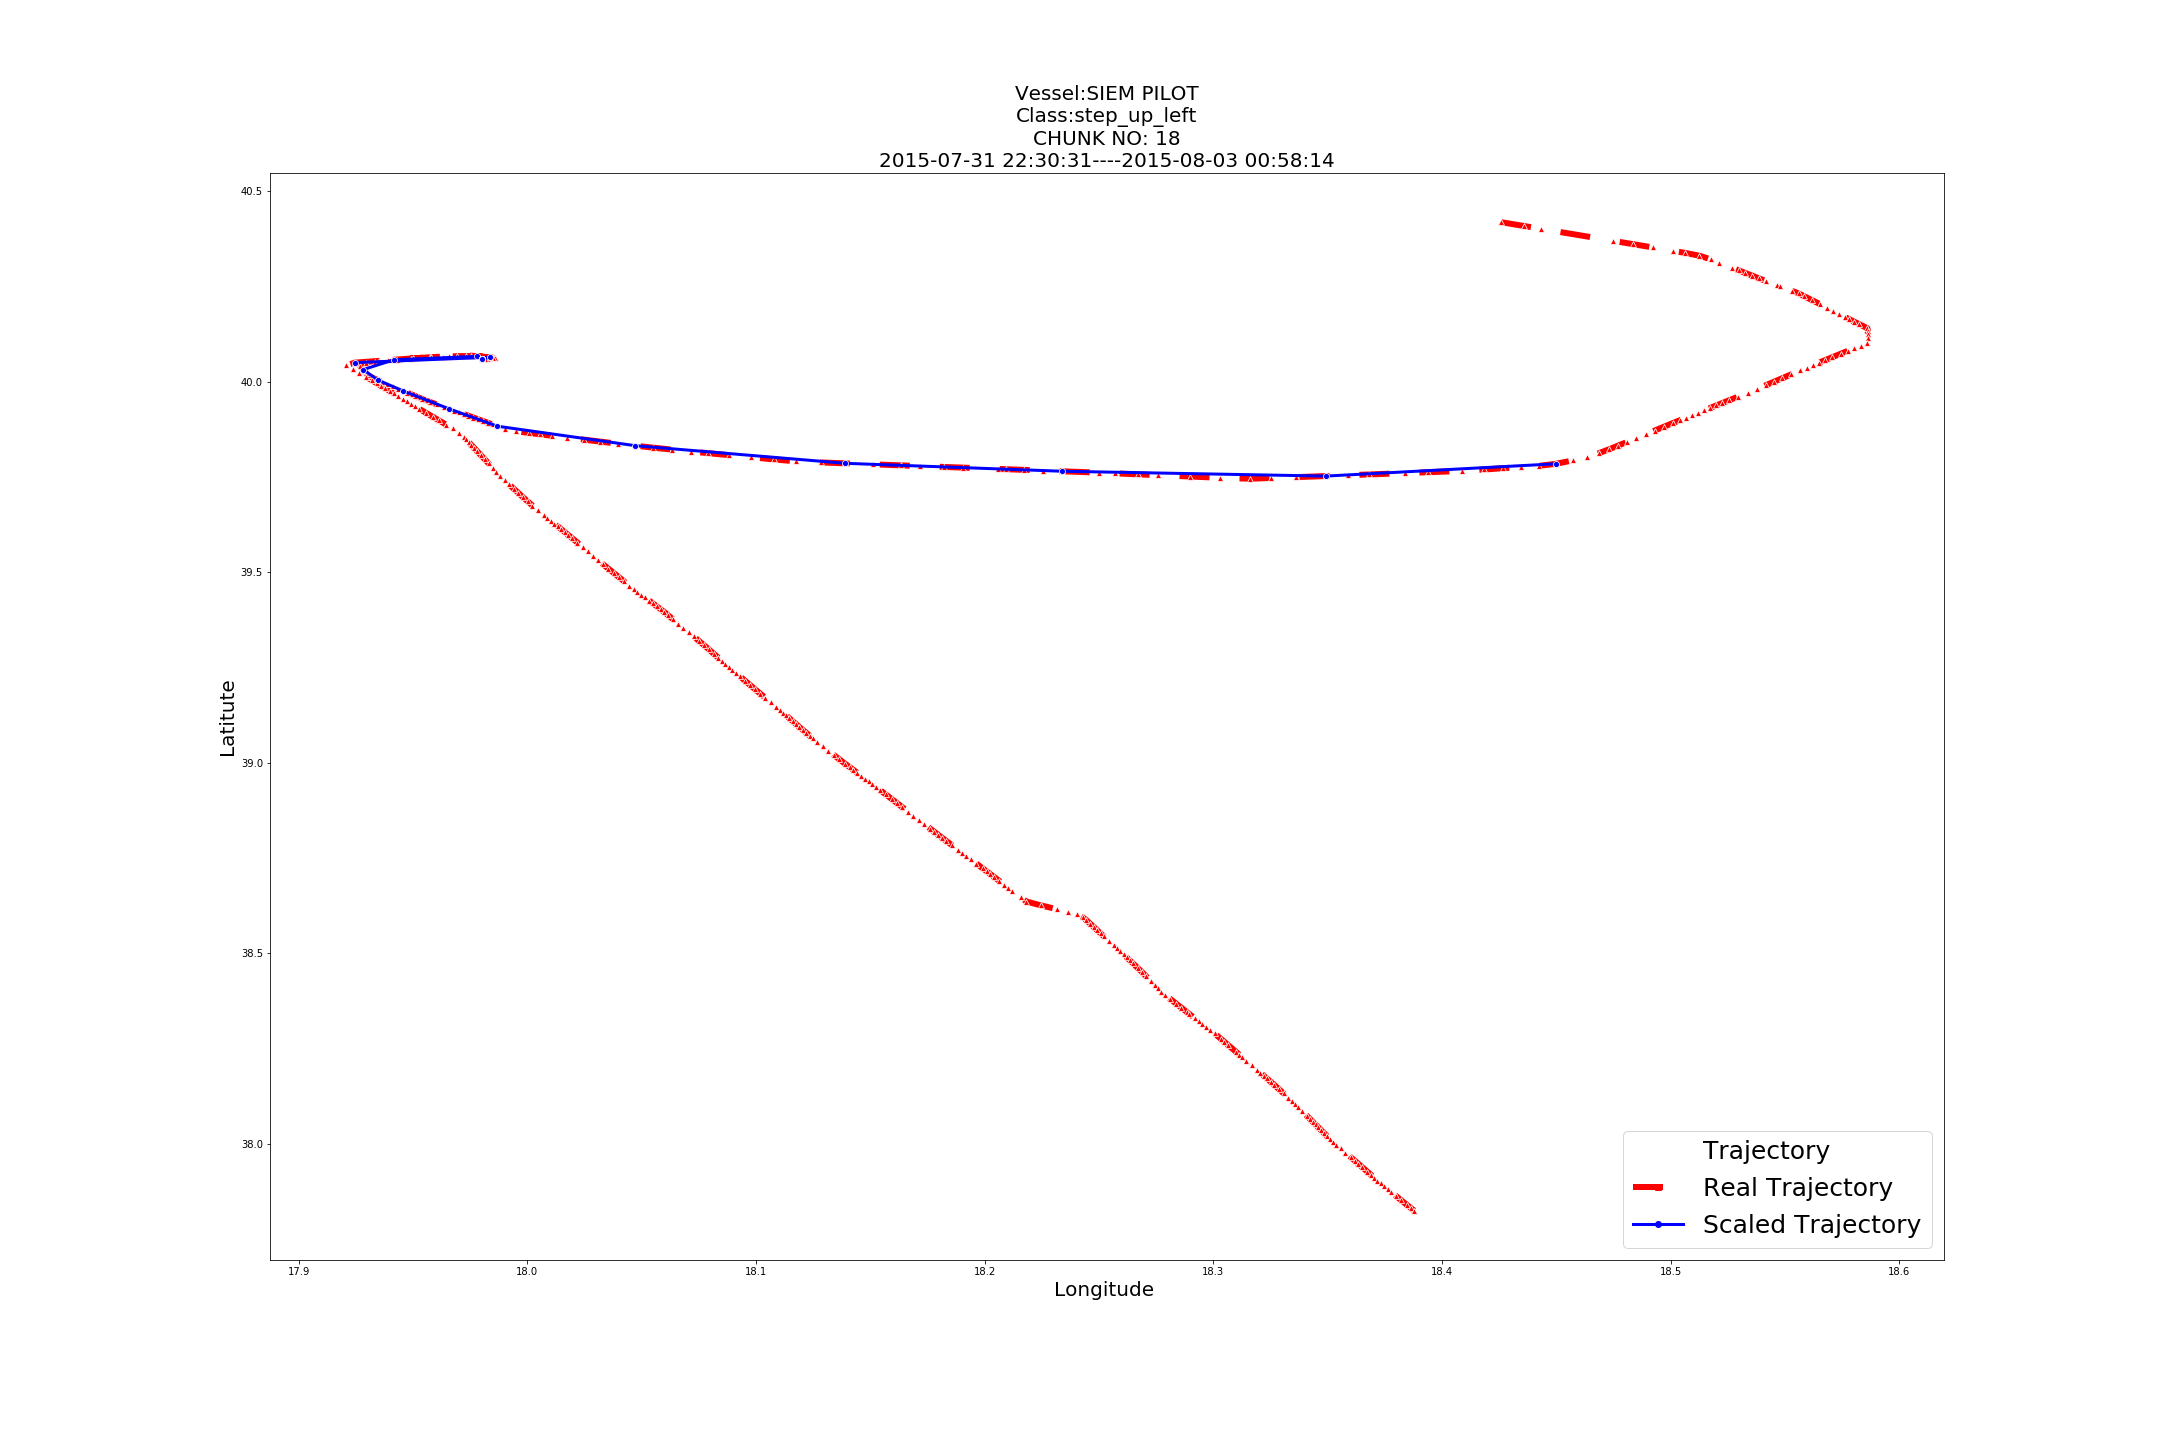 Vessel:SIEM PILOT
Class:step_up_left
CHUNK NO: 18
2015-07-31 22:30:31----2015-08-03 00:58:14
40.5
40.0
39.5
39.0
38.5
38.0
Latitute
17.9 18.0 18.1 18.2 18.3 18.4 18.5 18.6
Longitude
Trajectory
Real Trajectory
Scaled Trajectory